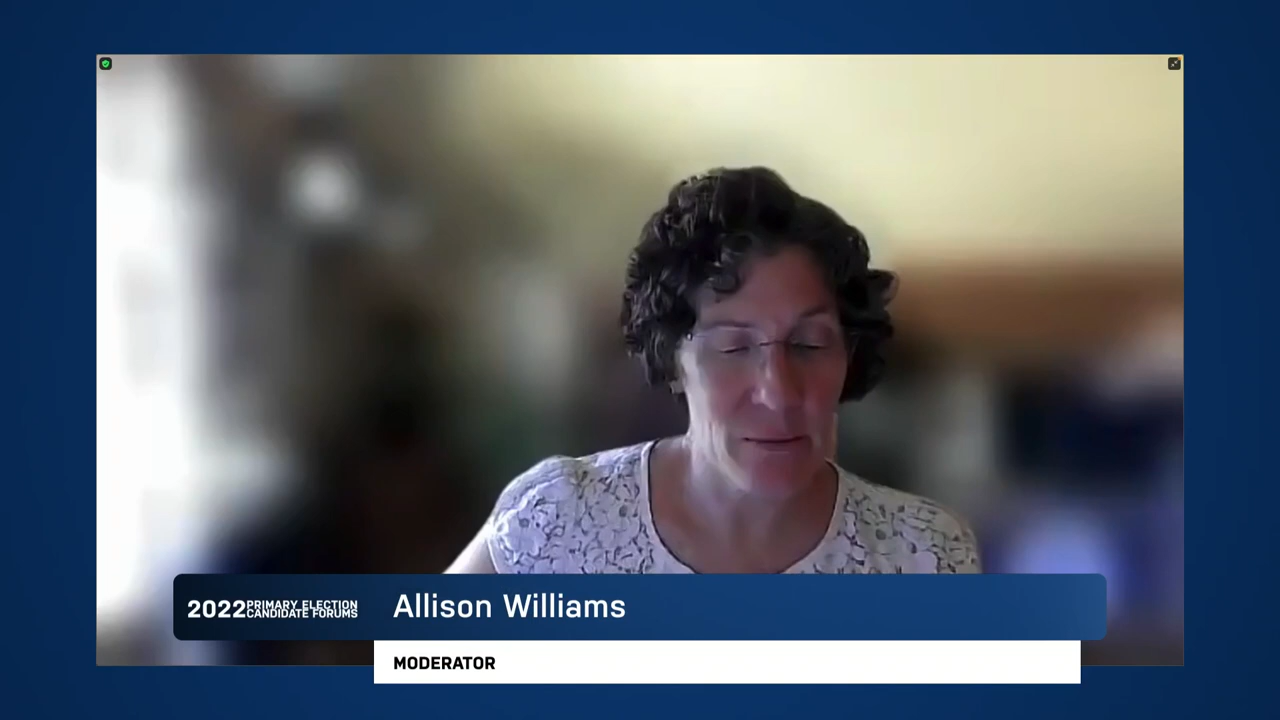 2022 PRIMARY ELECTION
CANDIDATE FORUMS
Allison Williams
MODERATOR